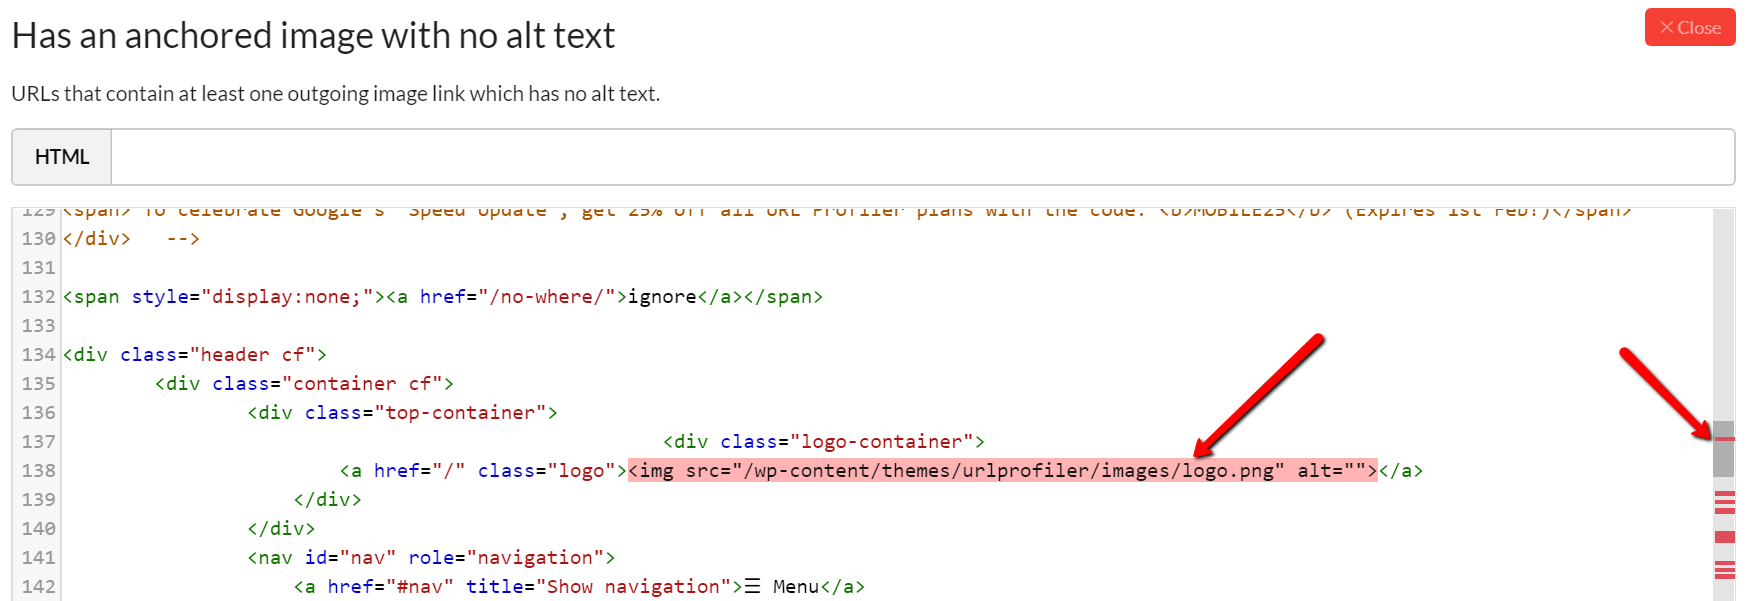 Has an anchored image with no alt text
× Close
URLs that contain at least one outgoing image link which has no alt text.
HTML
129 <span> To celebrate Google's "Speed Update", get 25% off all URL Profiler plans with the code: <b>MOBILE25</b> (Expires 1st Feb!)</span>
130 </div>   -->
131
132 <span style="display:none;"><a href="/no-where/">ignore</a></span>
133
134 <div class="header cf">
135 <div class="container cf">
136 <div class="top-container">
137 <div class="logo-container">
138 <a href="/" class="logo"><img src="/wp-content/themes/urlprofiler/images/logo.png" alt=""></a>
139 </div>
140 </div>
141 <nav id="nav" role="navigation">
142 <a href="#nav" title="Show navigation">☰ Menu</a>